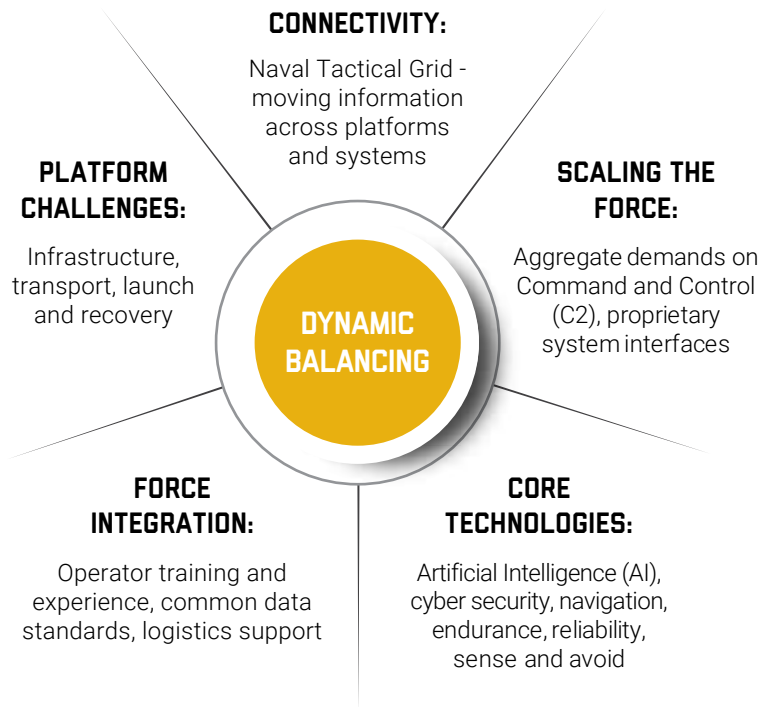 CONNECTIVITY:
Naval Tactical Grid -
moving information
across platforms
and systems
PLATFORM
CHALLENGES:
Infrastructure,
transport, launch
and recovery
SCALING THE
FORCE:
Aggregate demands on
Command and Control
(C2), proprietary
system interfaces
DYNAMIC
BALANCING
FORCE
INTEGRATION:
Operator training and
experience, common data
standards, logistics support
CORE
TECHNOLOGIES:
Artificial Intelligence (AI),
cyber security, navigation,
endurance, reliability,
sense and avoid